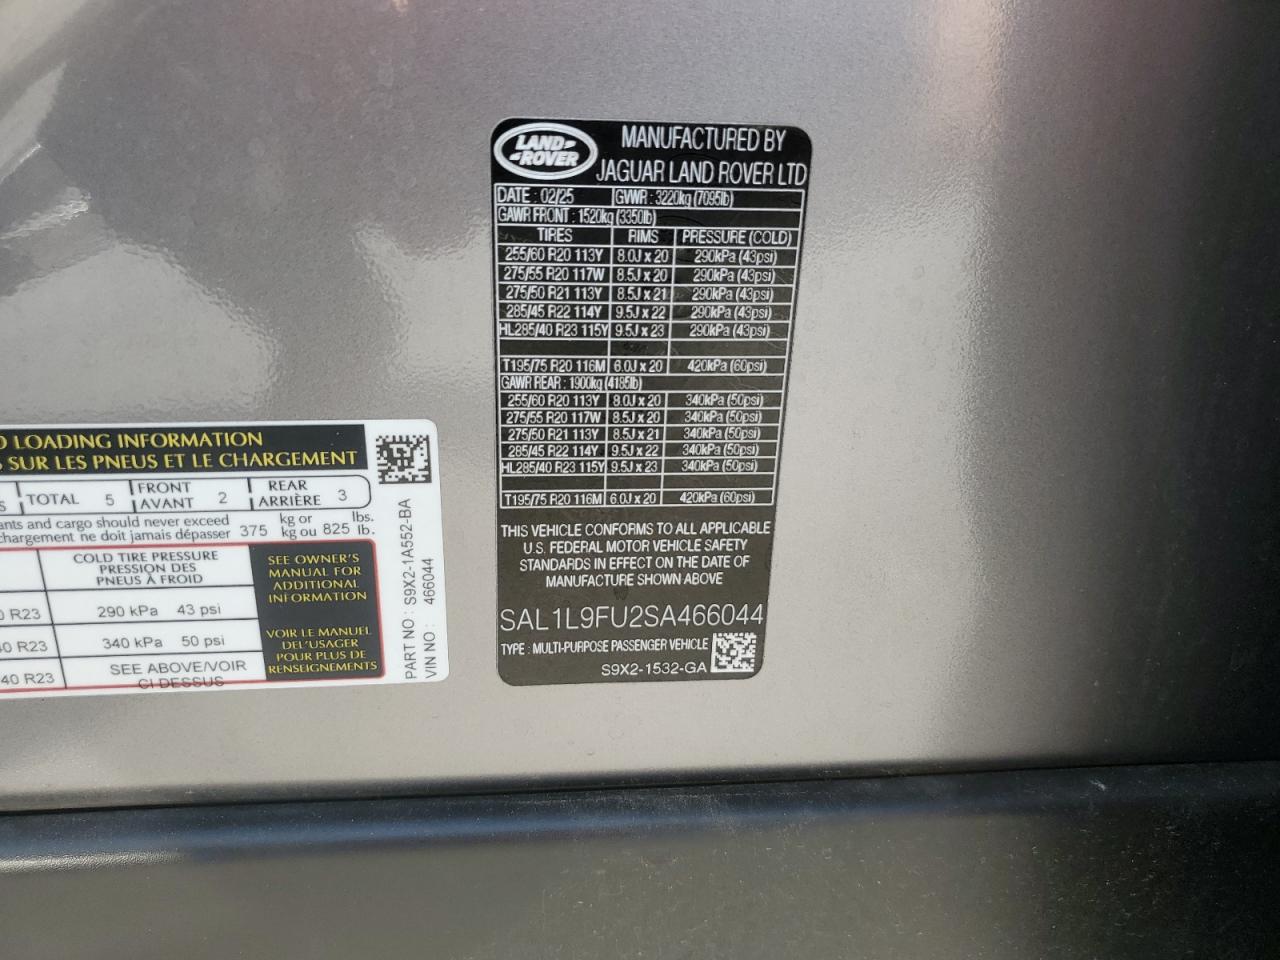 LAND ROVER
MANUFACTURED BY
JAGUAR LAND ROVER LTD
DATE : 02/25 GVWR : 3220kg (7095lb)
GAWR FRONT : 1520kg (3350lb)
TIRES RIMS PRESSURE (COLD)
255/60 R20 113Y 8.0J x 20 290kPa (43psi)
275/55 R20 117W 8.5J x 20 290kPa (43psi)
275/50 R21 113Y 8.5J x 21 290kPa (43psi)
285/45 R22 114Y 9.5J x 22 290kPa (43psi)
HL285/40 R23 115Y 9.5J x 23 290kPa (43psi)
T195/75 R20 116M 6.0J x 20 420kPa (60psi)
GAWR REAR : 1900kg (4185lb)
255/60 R20 113Y 8.0J x 20 340kPa (50psi)
275/55 R20 117W 8.5J x 20 340kPa (50psi)
275/50 R21 113Y 8.5J x 21 340kPa (50psi)
285/45 R22 114Y 9.5J x 22 340kPa (50psi)
HL285/40 R23 115Y 9.5J x 23 340kPa (50psi)
T195/75 R20 116M 6.0J x 20 420kPa (60psi)
THIS VEHICLE CONFORMS TO ALL APPLICABLE
U.S. FEDERAL MOTOR VEHICLE SAFETY
STANDARDS IN EFFECT ON THE DATE OF
MANUFACTURE SHOWN ABOVE
SAL1L9FU2SA466044
TYPE : MULTI-PURPOSE PASSENGER VEHICLE
S9X2-1532-GA
LOADING INFORMATION
SUR LES PNEUS ET LE CHARGEMENT
TOTAL 5 FRONT AVANT 2 REAR ARRIÈRE 3
and cargo should never exceed
chargement ne doit jamais dépasser 375 kg or kg ou 825 lbs. lb.
COLD TIRE PRESSURE
PRESSION DES
PNEUS À FROID
R23 290 kPa 43 psi
R23 340 kPa 50 psi
40 R23 SEE ABOVE/VOIR
CI DESSUS
SEE OWNER'S
MANUAL FOR
ADDITIONAL
INFORMATION
VOIR LE MANUEL
DEL'USAGER
POUR PLUS DE
RENSEIGNEMENTS
PART NO : S9X2-1A552-BA
VIN NO : 466044